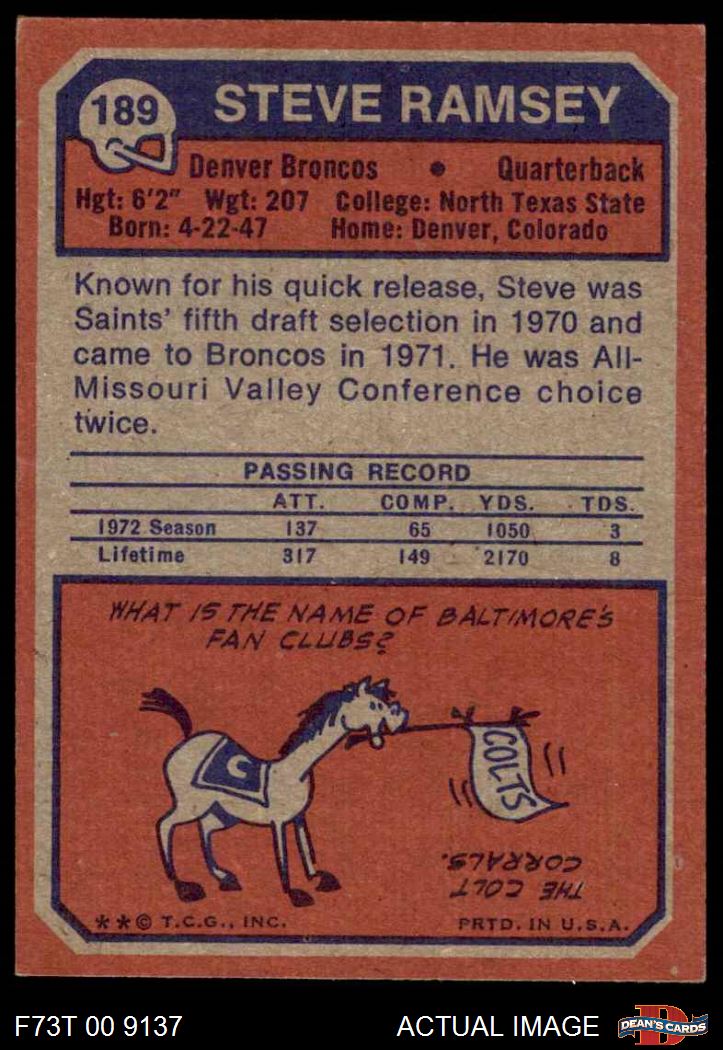 189
STEVE RAMSEY
Denver Broncos • Quarterback
Hgt: 6'2" Wgt: 207 College: North Texas State
Born: 4-22-47 Home: Denver, Colorado
Known for his quick release, Steve was
Saints' fifth draft selection in 1970 and
came to Broncos in 1971. He was All-
Missouri Valley Conference choice
twice.
PASSING RECORD
ATT. COMP. YDS. TDS.
1972 Season 137 65 1050 3
Lifetime 317 149 2170 8
WHAT IS THE NAME OF BALTIMORE'S
FAN CLUBS?
C
COLTS
THE COLT
CORRALS.
**© T.C.G., INC. PRTD. IN U.S.A.
F73T 00 9137 ACTUAL IMAGE
D
DEAN'S CARDS